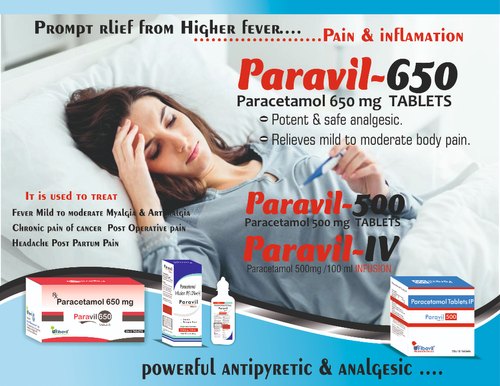 Prompt rlief from Higher fever....
Pain & inflamation
Paravil-650
Paracetamol 650 mg TABLETS
Potent & safe analgesic.
Relieves mild to moderate body pain.
It is used to treat
Fever Mild to moderate Myalgia & Arthralgia
Chronic pain of cancer Post Operative pain
Headache Post Partum Pain
Paravil-500
Paracetamol 500 mg TABLETS
Paravil-IV
Paracetamol 500mg /100 ml INFUSION
Paracetamol 650 mg
Paravil 650
TABLETS
Paracetamol
Paravil
Paracetamol Tablets IP
Paravil 500
powerful antipyretic & analgesic ....